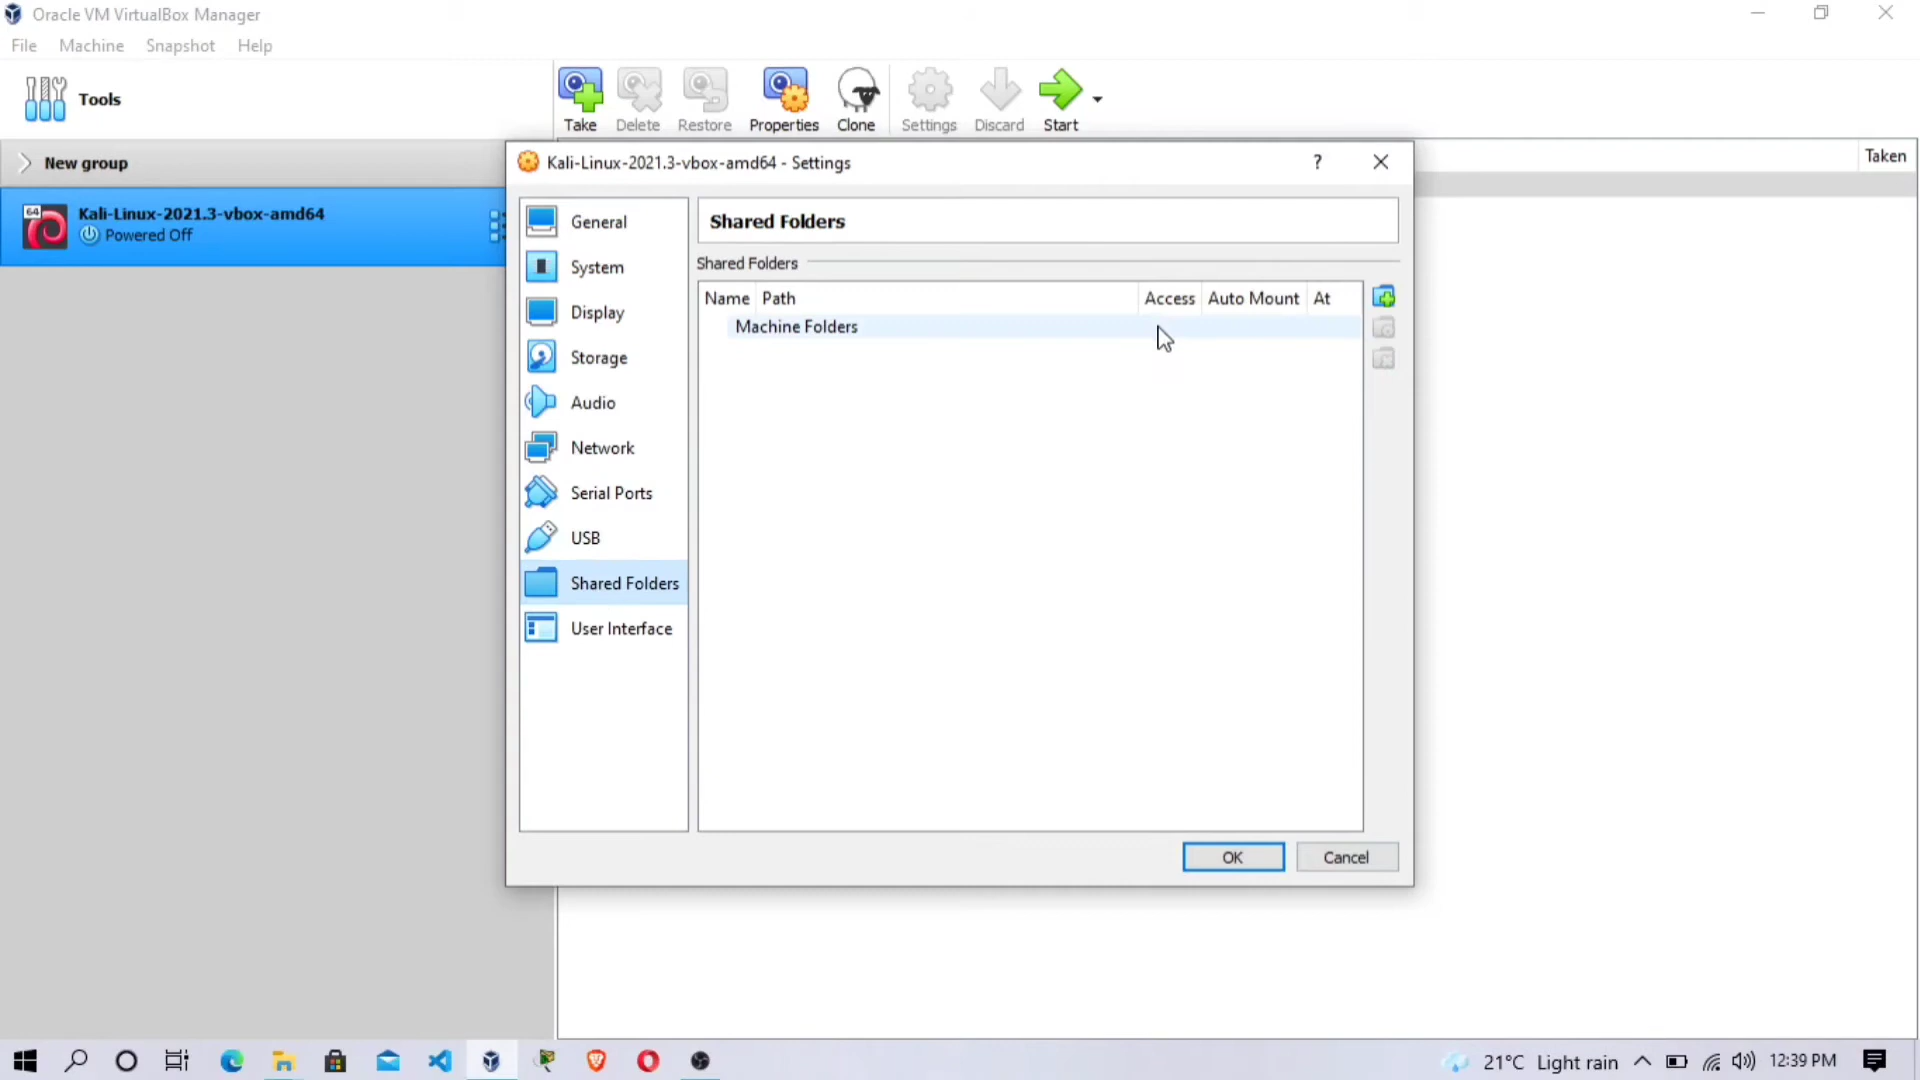 Oracle VM VirtualBox Manager
File Machine Snapshot Help
Tools
Take Delete Restore Properties Clone Settings Discard Start
New group
64
Kali-Linux-2021.3-vbox-amd64
Powered Off
Taken
Kali-Linux-2021.3-vbox-amd64 - Settings
?
General
System
Display
Storage
Audio
Network
Serial Ports
USB
Shared Folders
User Interface
Shared Folders
Shared Folders
Name Path Access Auto Mount At
Machine Folders
OK Cancel
21°C Light rain 12:39 PM